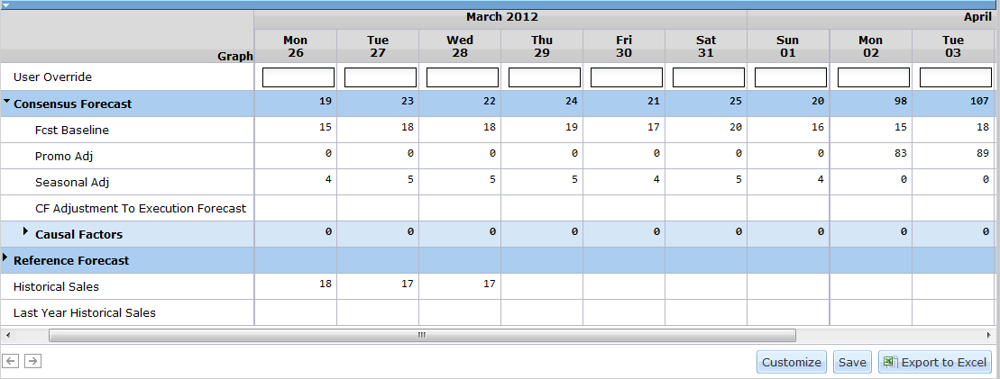 March 2012 April
Graph Mon 26 Tue 27 Wed 28 Thu 29 Fri 30 Sat 31 Sun 01 Mon 02 Tue 03
User Override
Consensus Forecast 19 23 22 24 21 25 20 98 107
Fcst Baseline 15 18 18 19 17 20 16 15 18
Promo Adj 0 0 0 0 0 0 0 83 89
Seasonal Adj 4 5 5 5 4 5 4 0 0
CF Adjustment To Execution Forecast
Causal Factors 0 0 0 0 0 0 0 0 0
Reference Forecast
Historical Sales 18 17 17
Last Year Historical Sales
Customize Save Export to Excel